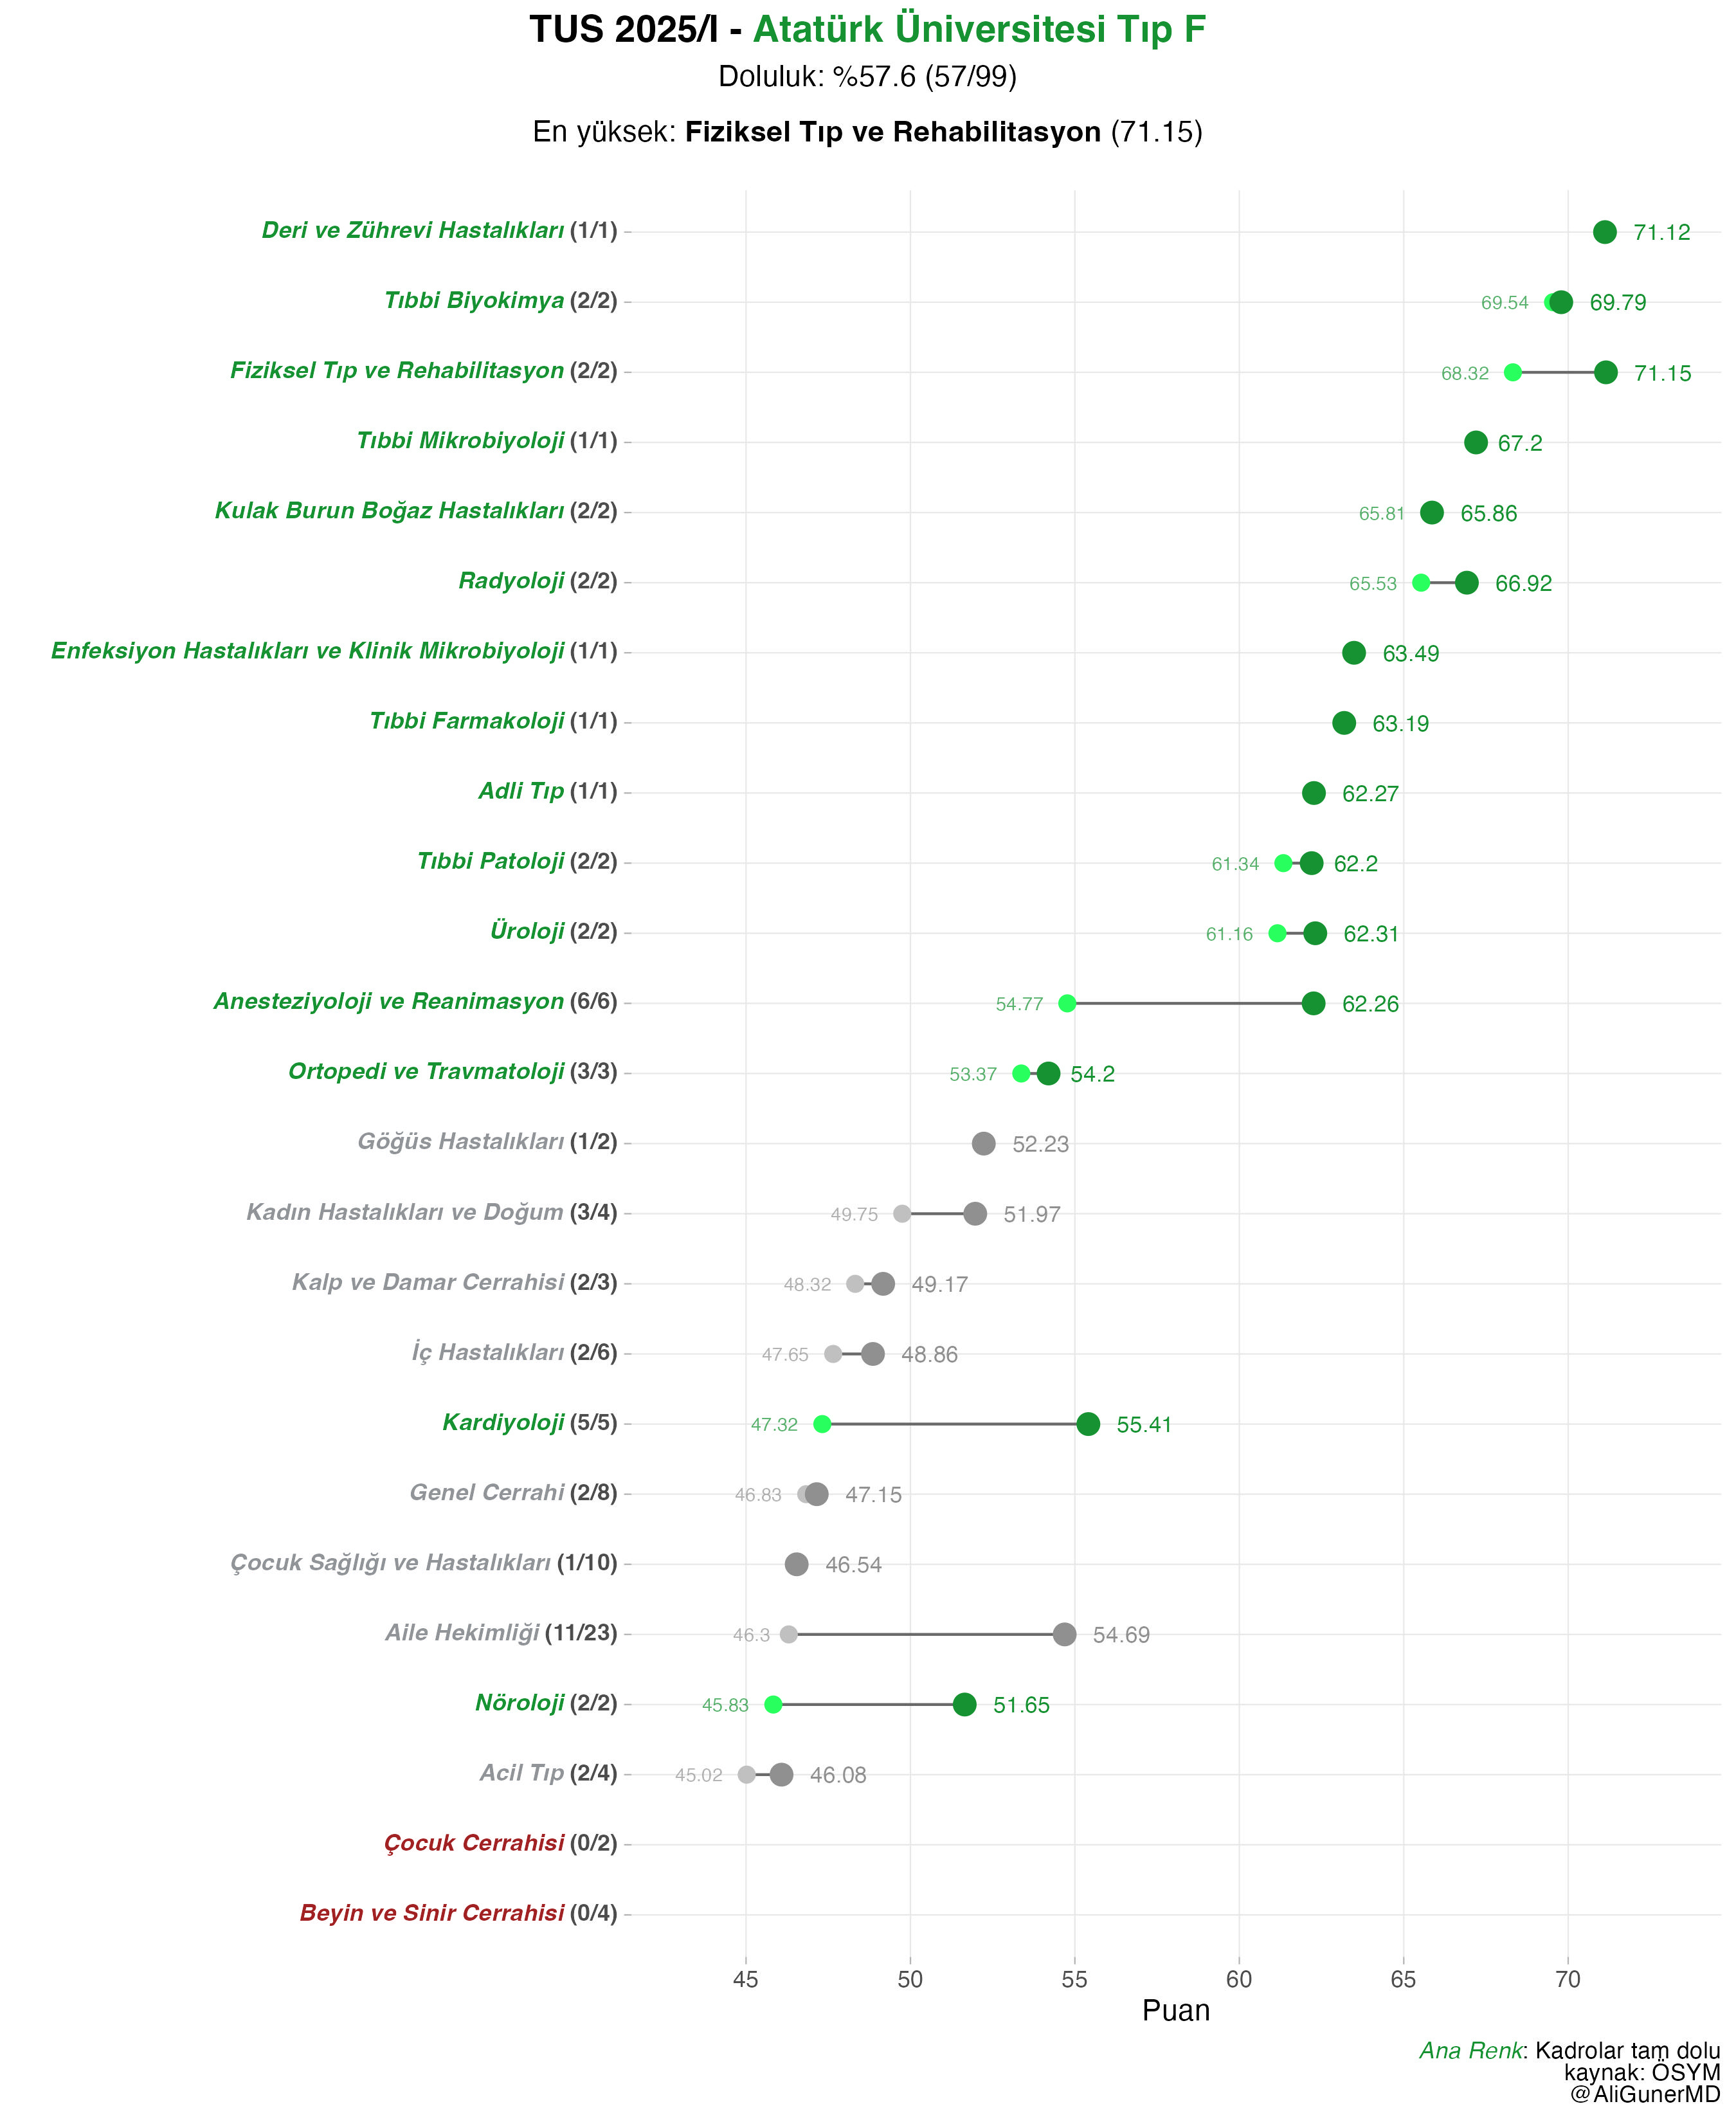 TUS 2025/I - Atatürk Üniversitesi Tıp F
Doluluk: %57.6 (57/99)
En yüksek: Fiziksel Tıp ve Rehabilitasyon (71.15)
Deri ve Zührevi Hastalıkları (1/1) 71.12
Tıbbi Biyokimya (2/2) 69.54 69.79
Fiziksel Tıp ve Rehabilitasyon (2/2) 68.32 71.15
Tıbbi Mikrobiyoloji (1/1) 67.2
Kulak Burun Boğaz Hastalıkları (2/2) 65.81 65.86
Radyoloji (2/2) 65.53 66.92
Enfeksiyon Hastalıkları ve Klinik Mikrobiyoloji (1/1) 63.49
Tıbbi Farmakoloji (1/1) 63.19
Adli Tıp (1/1) 62.27
Tıbbi Patoloji (2/2) 61.34 62.2
Üroloji (2/2) 61.16 62.31
Anesteziyoloji ve Reanimasyon (6/6) 54.77 62.26
Ortopedi ve Travmatoloji (3/3) 53.37 54.2
Göğüs Hastalıkları (1/2) 52.23
Kadın Hastalıkları ve Doğum (3/4) 49.75 51.97
Kalp ve Damar Cerrahisi (2/3) 48.32 49.17
İç Hastalıkları (2/6) 47.65 48.86
Kardiyoloji (5/5) 47.32 55.41
Genel Cerrahi (2/8) 46.83 47.15
Çocuk Sağlığı ve Hastalıkları (1/10) 46.54
Aile Hekimliği (11/23) 46.3 54.69
Nöroloji (2/2) 45.83 51.65
Acil Tıp (2/4) 45.02 46.08
Çocuk Cerrahisi (0/2)
Beyin ve Sinir Cerrahisi (0/4)
45 50 55 60 65 70
Puan
Ana Renk: Kadrolar tam dolu
kaynak: ÖSYM
@AliGunerMD